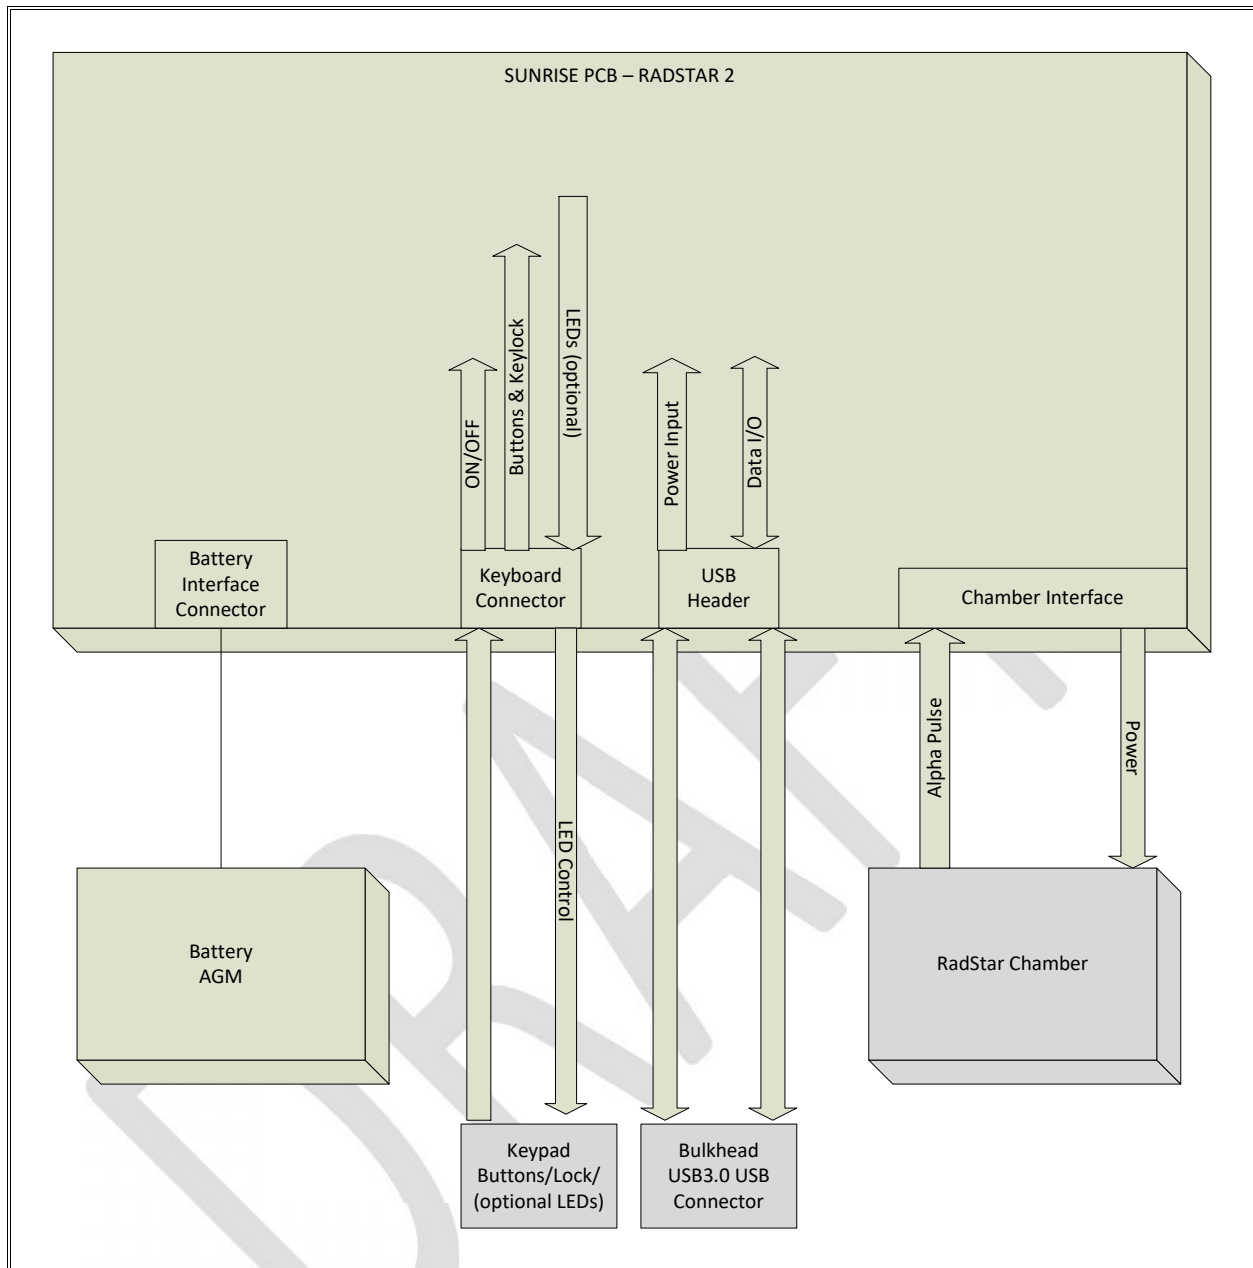 SUNRISE PCB – RADSTAR 2
ON/OFF
Buttons & Keylock
LEDs (optional)
Power Input
Data I/O
Battery
Interface
Connector
Keyboard
Connector
USB
Header
Chamber Interface
LED Control
Alpha Pulse
Power
Battery
AGM
RadStar Chamber
Keypad
Buttons/Lock/
(optional LEDs)
Bulkhead
USB3.0 USB
Connector
DRAFT